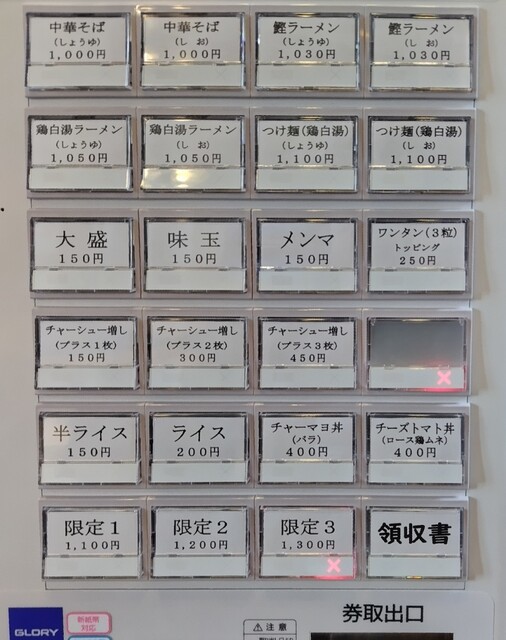 中華そば
(しょうゆ)
1,000円
中華そば
(しお)
1,000円
鰹ラーメン
(しょうゆ)
1,030円
鰹ラーメン
(しお)
1,030円
鶏白湯ラーメン
(しょうゆ)
1,050円
鶏白湯ラーメン
(しお)
1,050円
つけ麺(鶏白湯)
(しょうゆ)
1,100円
つけ麺(鶏白湯)
(しお)
1,100円
大盛
150円
味玉
150円
メンマ
150円
ワンタン(3粒)
トッピング
250円
チャーシュー増し
(プラス1枚)
150円
チャーシュー増し
(プラス2枚)
300円
チャーシュー増し
(プラス3枚)
450円
×
半ライス
150円
ライス
200円
チャーマヨ丼
(バラ)
400円
チーズトマト丼
(ロース鶏ムネ)
400円
限定1
1,100円
限定2
1,200円
限定3
1,300円
×
領収書
GLORY
新紙幣
対応
⚠注意
券取出口